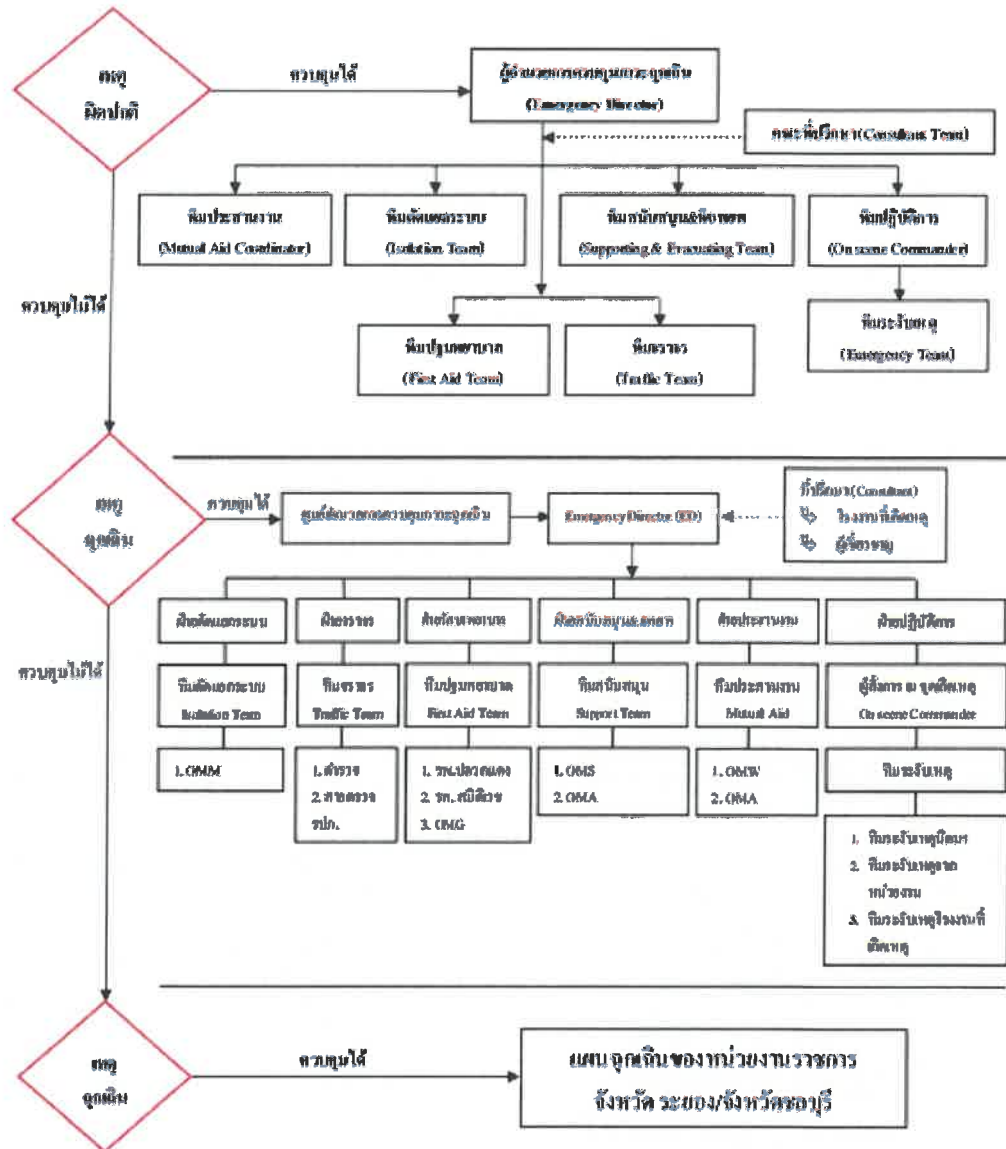 เหตุ
ผิดปกติ
ควบคุมได้
ผู้อำนวยการควบคุมภาวะฉุกเฉิน
(Emergency Director)
คณะที่ปรึกษา(Consultant Team)
ทีมประสานงาน
(Mutual Aid Coordinator)
ทีมตัดแยกระบบ
(Isolation Team)
ทีมสนับสนุน&อพยพ
(Supporting & Evacuating Team)
ทีมปฏิบัติการ
(On scene Commander)
ควบคุมไม่ได้
ทีมปฐมพยาบาล
(First Aid Team)
ทีมจราจร
(Traffic Team)
ทีมระงับเหตุ
(Emergency Team)
เหตุ
ฉุกเฉิน
ควบคุมได้
ศูนย์อำนวยการควบคุมภาวะฉุกเฉิน
Emergency Director (ED)
ที่ปรึกษา(Consultant)
โรงงานที่เกิดเหตุ
ผู้เชี่ยวชาญ
ฝ่ายตัดแยกระบบ
ฝ่ายจราจร
ฝ่ายรักษาพยาบาล
ฝ่ายสนับสนุน&อพยพ
ฝ่ายประสานงาน
ฝ่ายปฏิบัติการ
ควบคุมไม่ได้
ทีมตัดแยกระบบ
Isolation Team
ทีมจราจร
Traffic Team
ทีมปฐมพยาบาล
First Aid Team
ทีมสนับสนุน
Support Team
ทีมประสานงาน
Mutual Aid
ผู้สั่งการ ณ จุดเกิดเหตุ
On scene Commander
1. OMM
1. ตำรวจ
2. สายตรวจ
รปภ.
1. รพ.ปลวกแดง
2. รพ.สมิติเวช
3. OMG
1. OMS
2. OMA
1. OMW
2. OMA
ทีมระงับเหตุ
1. ทีมระงับเหตุนิคมฯ
2. ทีมระงับเหตุจาก
หน่วยงาน
3. ทีมระงับเหตุโรงงานที่
เกิดเหตุ
เหตุ
ฉุกเฉิน
ควบคุมได้
แผนฉุกเฉินของหน่วยงานราชการ
จังหวัด ระยอง/จังหวัดชลบุรี